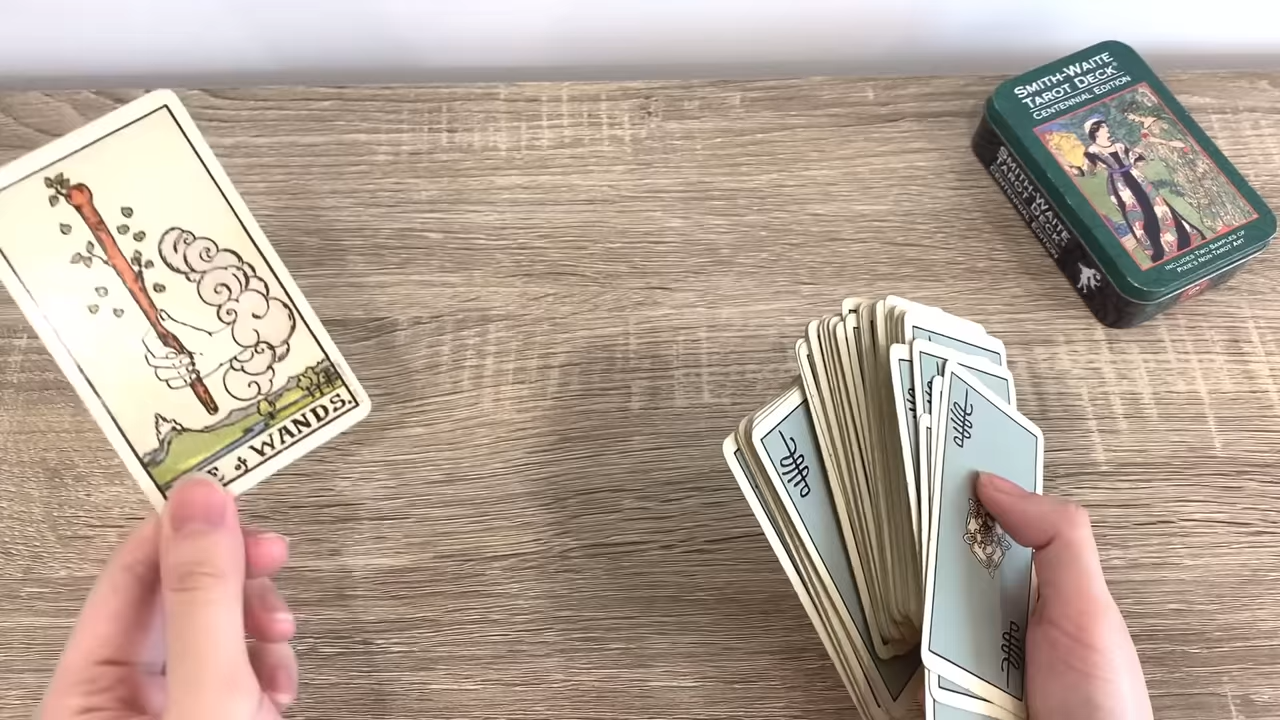 E of WANDS.
SMITH-WAITE
TAROT DECK
CENTENNIAL EDITION
INCLUDES TWO SAMPLES OF
PIXIE'S NON-TAROT ART
SMITH-WAITE
TAROT DECK
CENTENNIAL EDITION